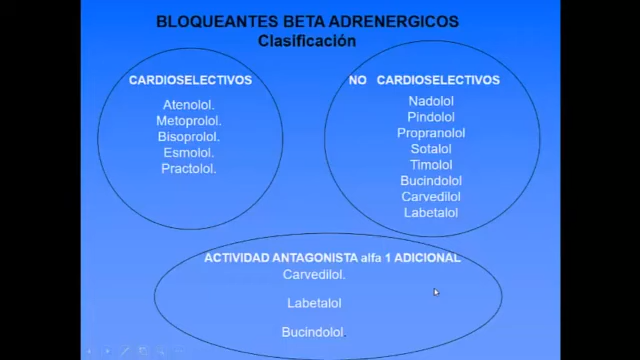 BLOQUEANTES BETA ADRENERGICOS
Clasificación
CARDIOSELECTIVOS
Atenolol.
Metoprolol.
Bisoprolol.
Esmolol.
Practolol.
NO CARDIOSELECTIVOS
Nadolol
Pindolol
Propranolol
Sotalol
Timolol
Bucindolol
Carvedilol
Labetalol
ACTIVIDAD ANTAGONISTA alfa 1 ADICIONAL
Carvedilol.
Labetalol
Bucindolol.